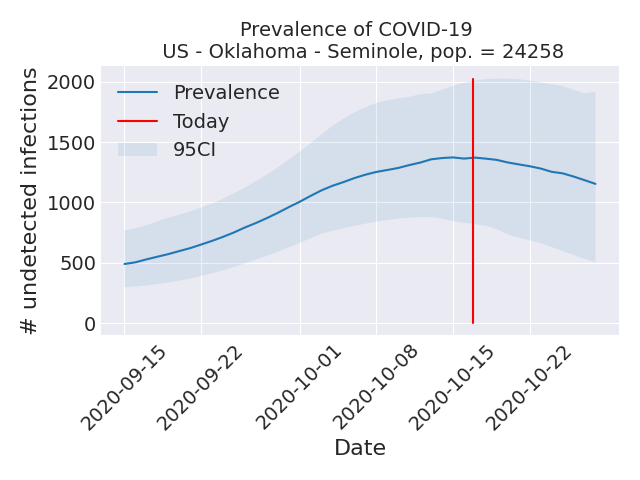 Prevalence of COVID-19
US - Oklahoma - Seminole, pop. = 24258
# undetected infections
2000
1500
1000
500
0
Prevalence
Today
95CI
2020-09-15
2020-09-22
2020-10-01
2020-10-08
2020-10-15
2020-10-22
Date